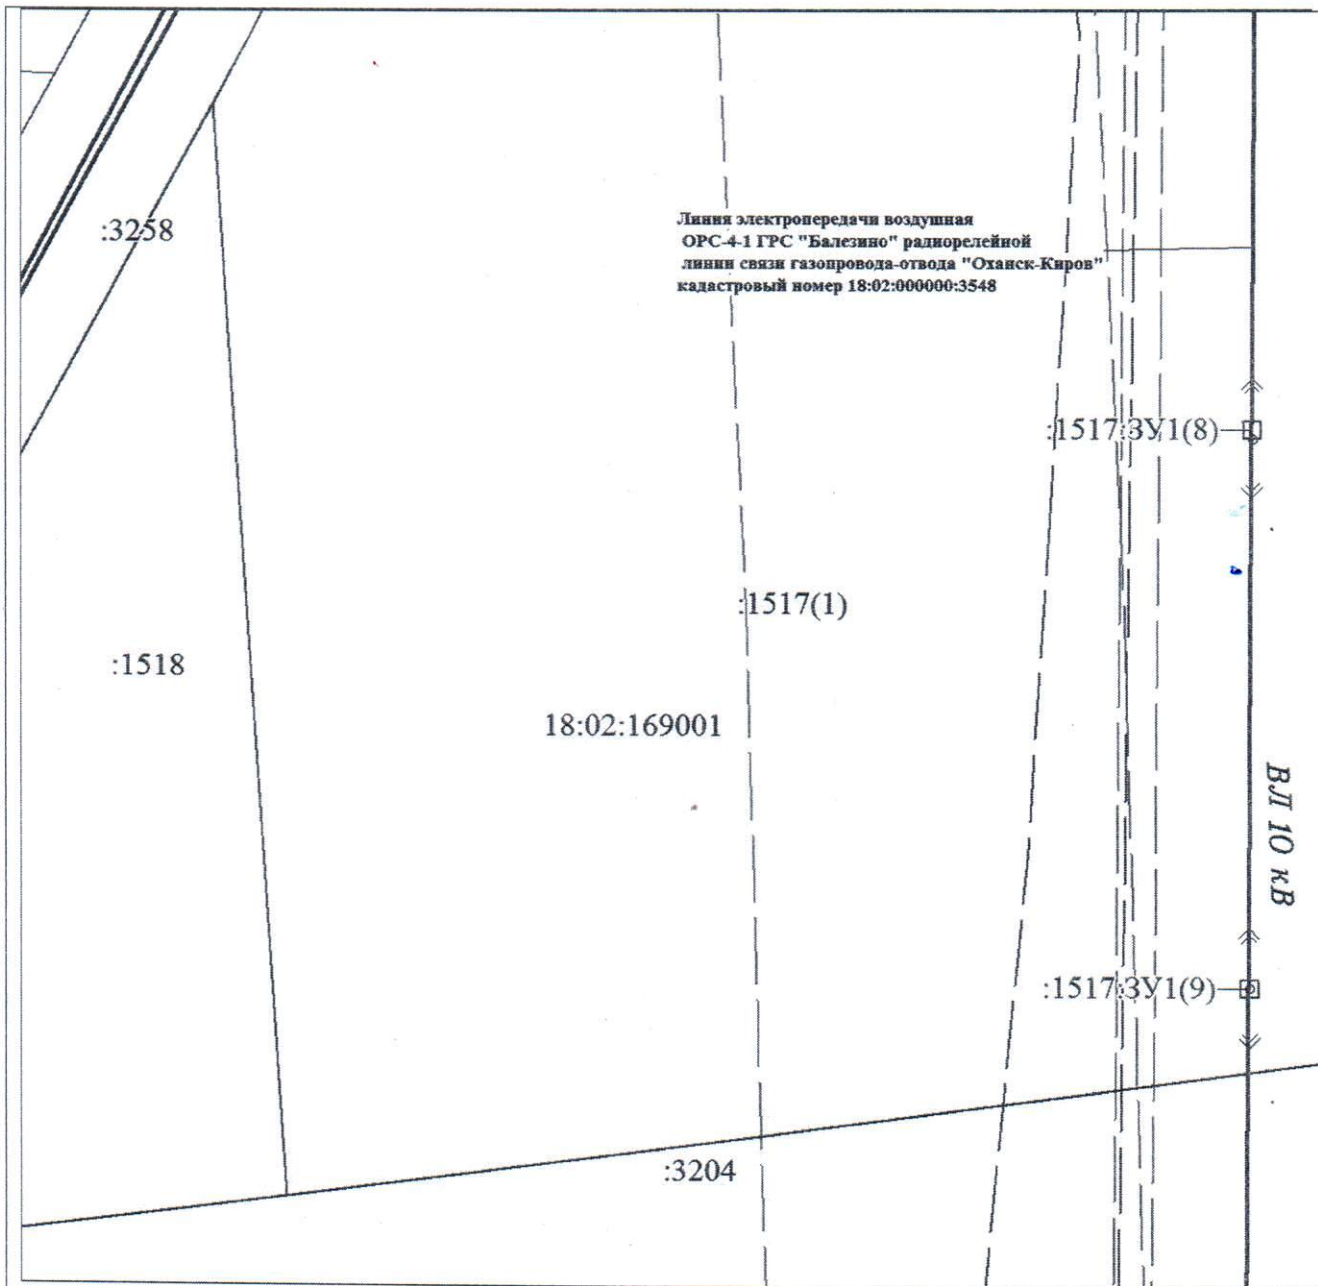 :3258
Линия электропередачи воздушная
ОРС-4-1 ГРС "Балезино" радиорелейной
линии связи газопровода-отвода "Оханск-Киров"
кадастровый номер 18:02:000000:3548
:1517:ЗУ1(8)
:1517(1)
:1518
18:02:169001
ВЛ 10 кВ
:1517:ЗУ1(9)
:3204